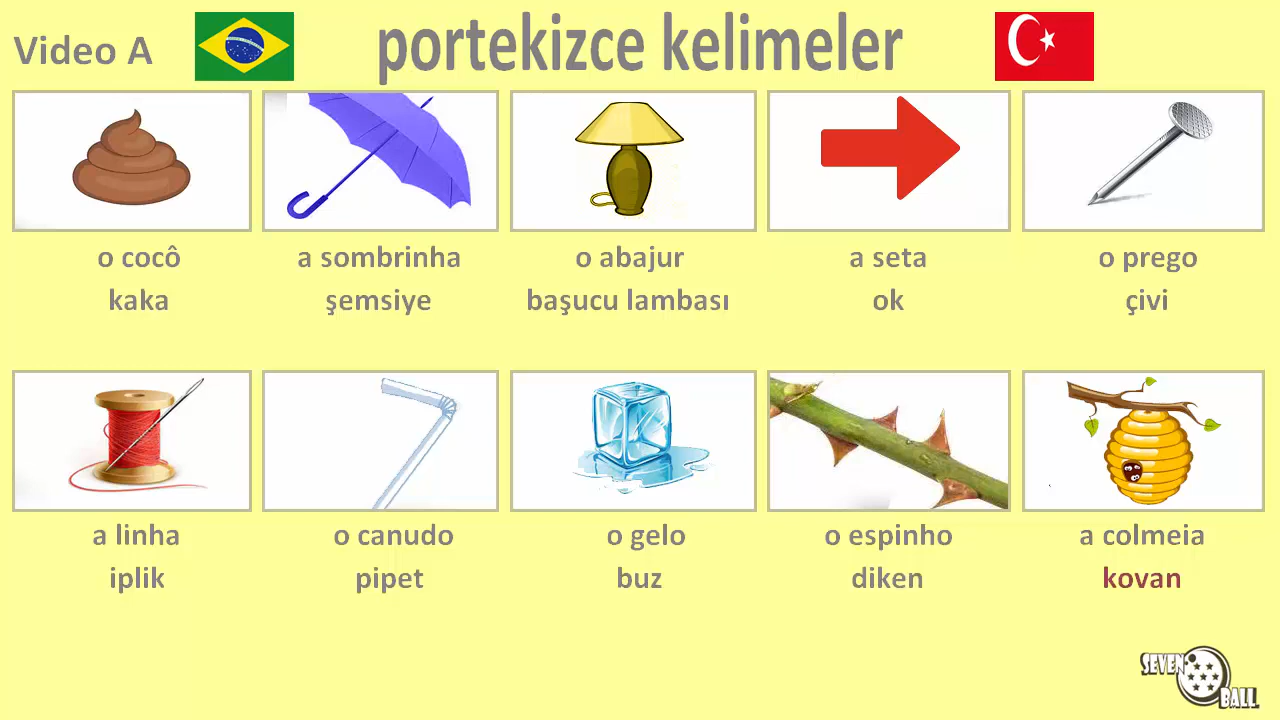 Video A
portekizce kelimeler
o cocô
kaka
a sombrinha
şemsiye
o abajur
başucu lambası
a seta
ok
o prego
çivi
a linha
iplik
o canudo
pipet
o gelo
buz
o espinho
diken
a colmeia
kovan
SEVEN
BALL